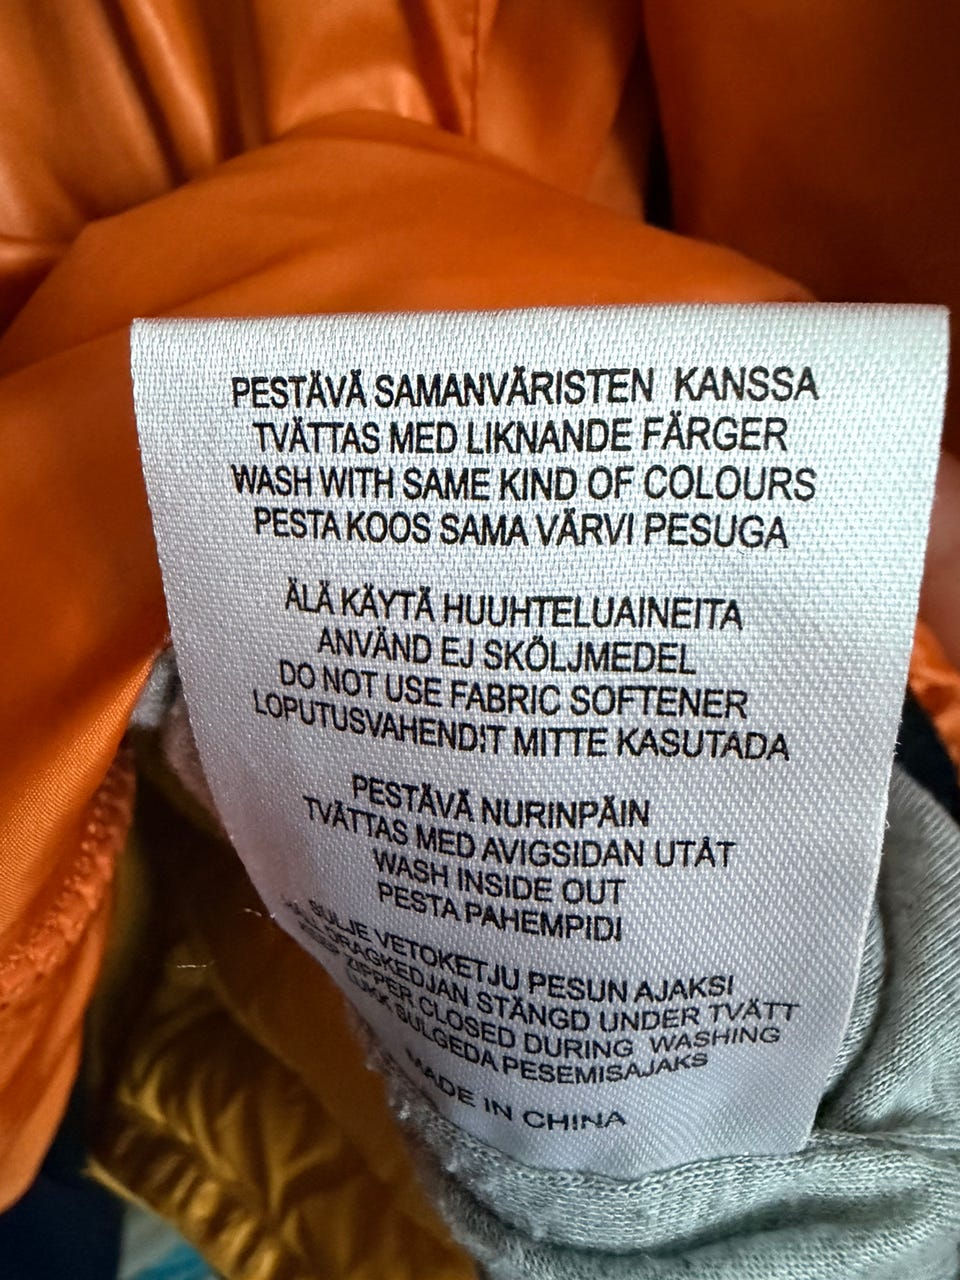 PESTÄVÄ SAMANVÄRISTEN KANSSA
TVÄTTAS MED LIKNANDE FÄRGER
WASH WITH SAME KIND OF COLOURS
PESTA KOOS SAMA VÄRVI PESUGA
ÄLÄ KÄYTÄ HUUHTELUAINEITA
ANVÄND EJ SKÖLJMEDEL
DO NOT USE FABRIC SOFTENER
LOPUTUSVAHENDIT MITTE KASUTADA
PESTÄVÄ NURINPÄIN
TVÄTTAS MED AVIGSIDAN UTÅT
WASH INSIDE OUT
PESTA PAHEMPIDI
SULJE VETOKETJU PESUN AJAKSI
DRAGKEDJAN STÄNGD UNDER TVÄTT
KEEP ZIPPER CLOSED DURING WASHING
LUKK SULGEDA PESEMISAJAKS
MADE IN CHINA